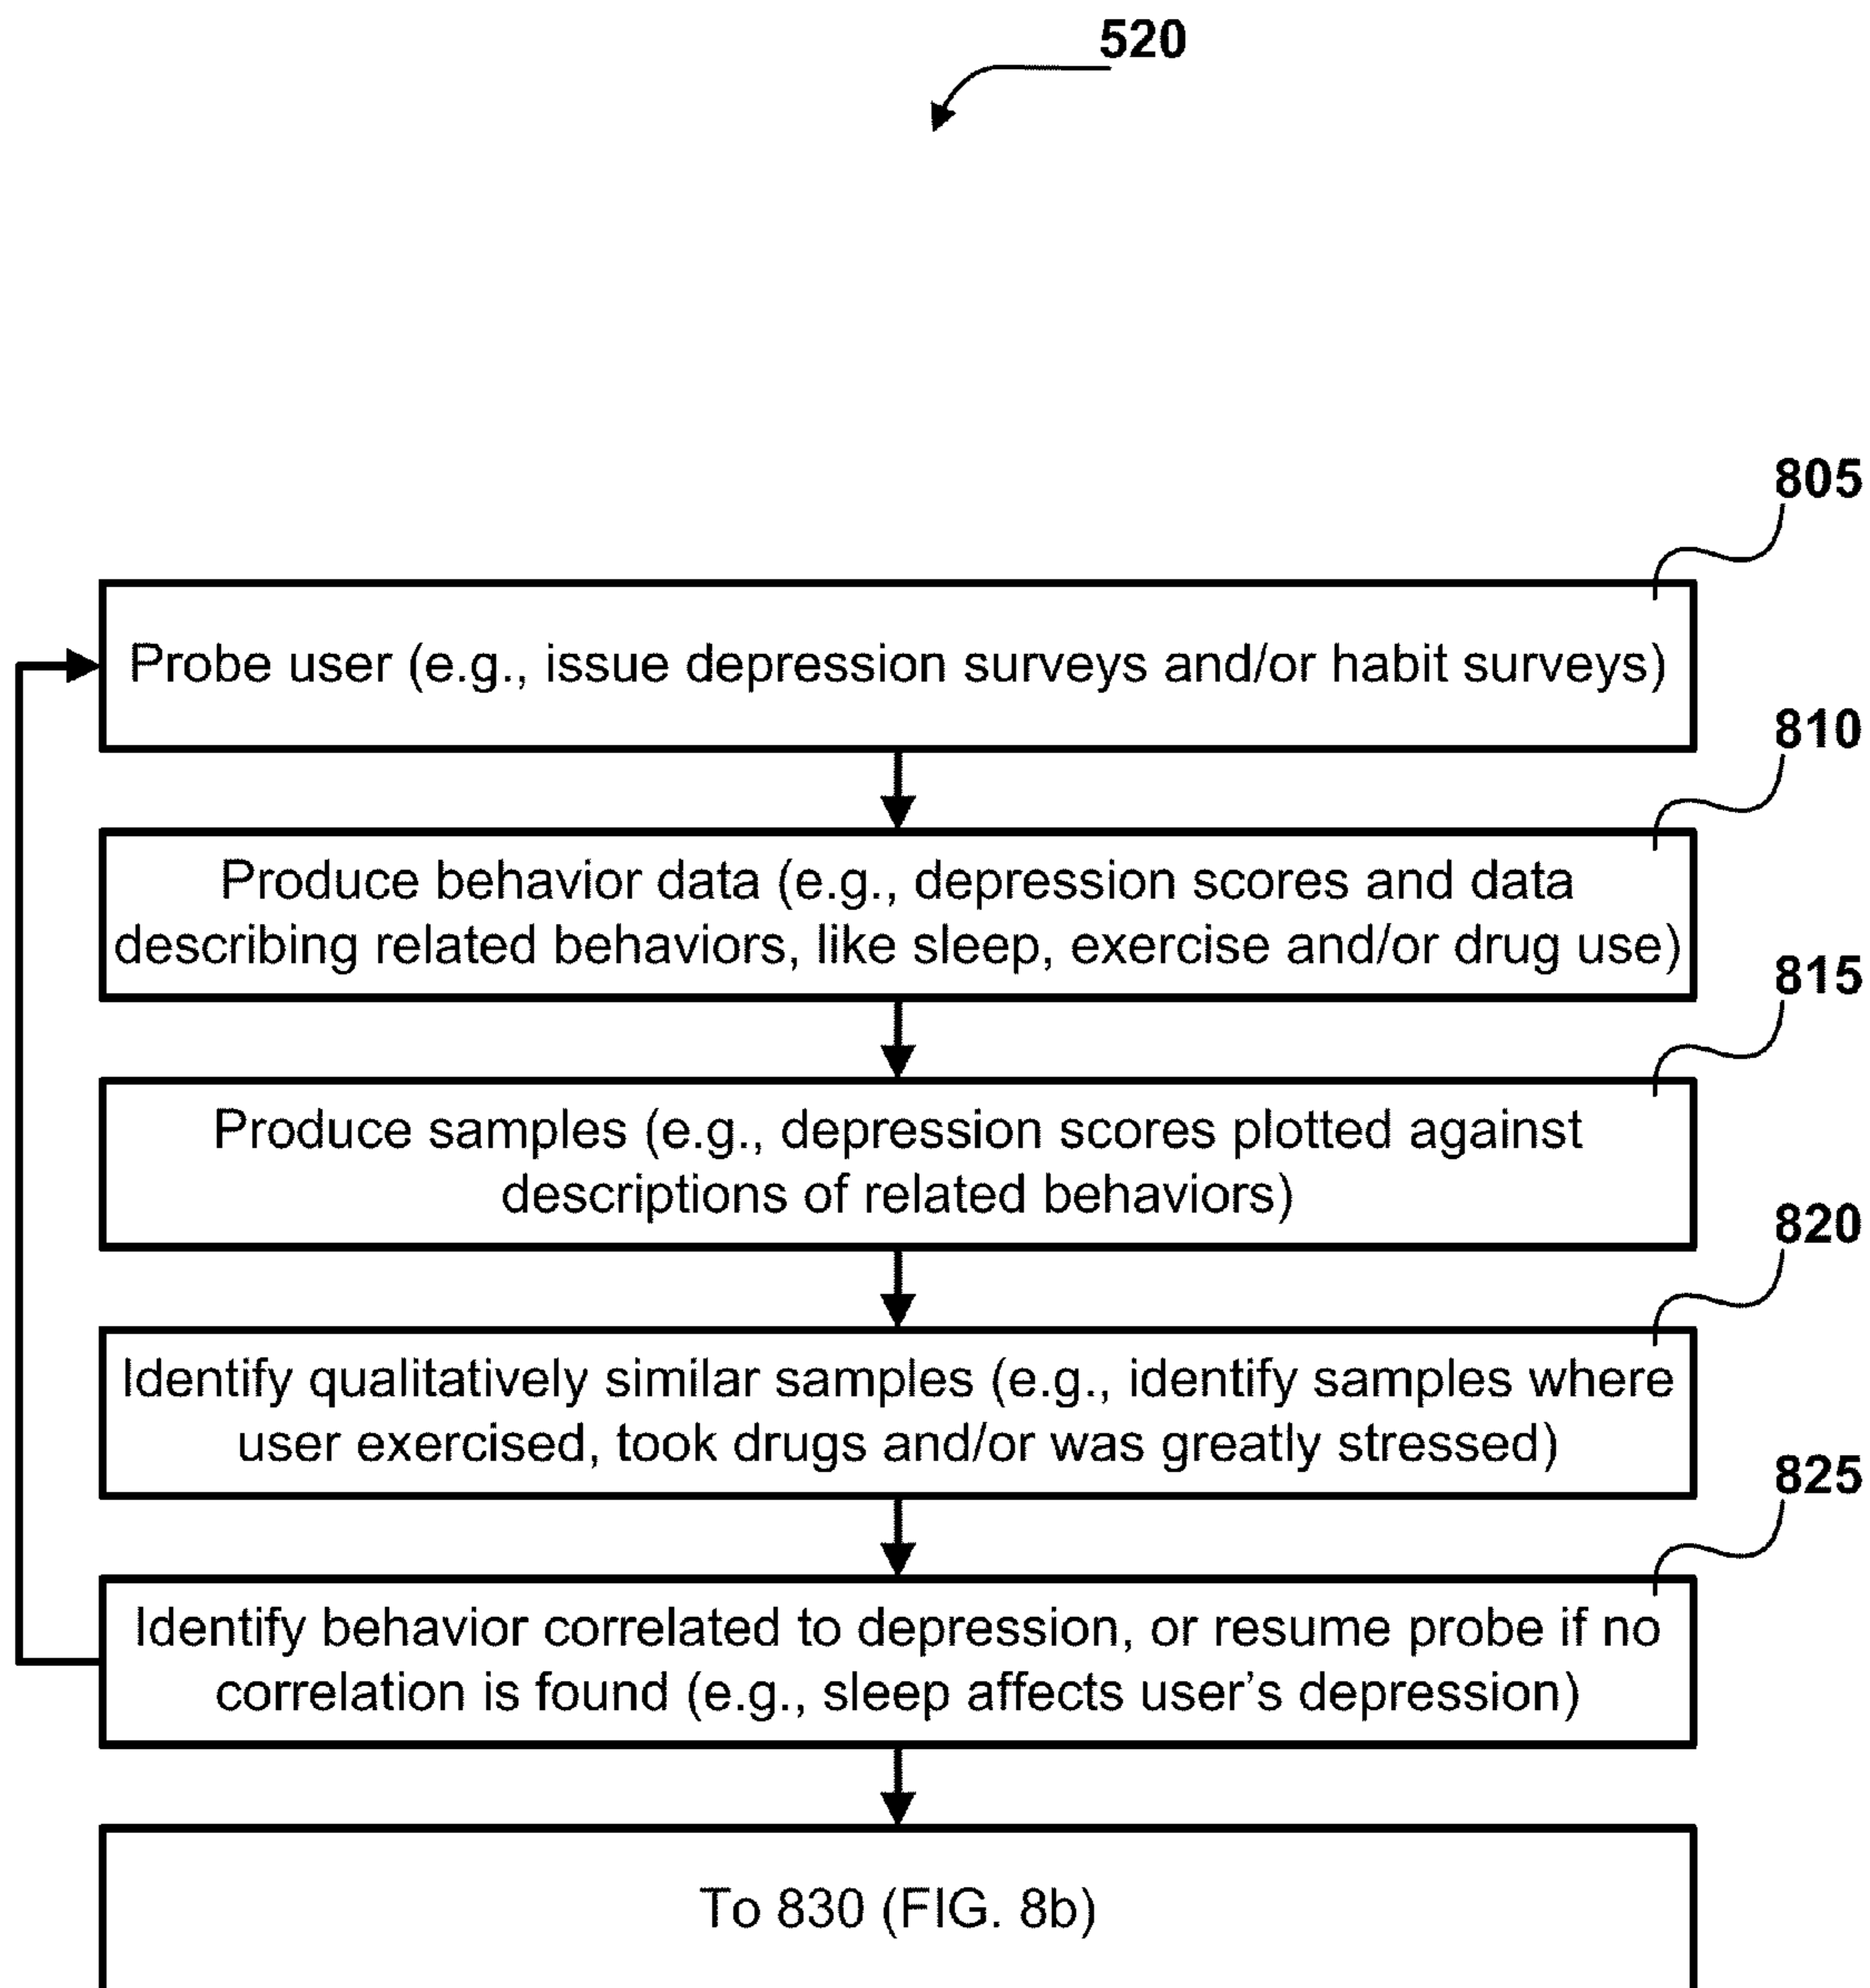 520
805
Probe user (e.g., issue depression surveys and/or habit surveys)
810
Produce behavior data (e.g., depression scores and data
describing related behaviors, like sleep, exercise and/or drug use)
815
Produce samples (e.g., depression scores plotted against
descriptions of related behaviors)
820
Identify qualitatively similar samples (e.g., identify samples where
user exercised, took drugs and/or was greatly stressed)
825
Identify behavior correlated to depression, or resume probe if no
correlation is found (e.g., sleep affects user's depression)
To 830 (FIG. 8b)